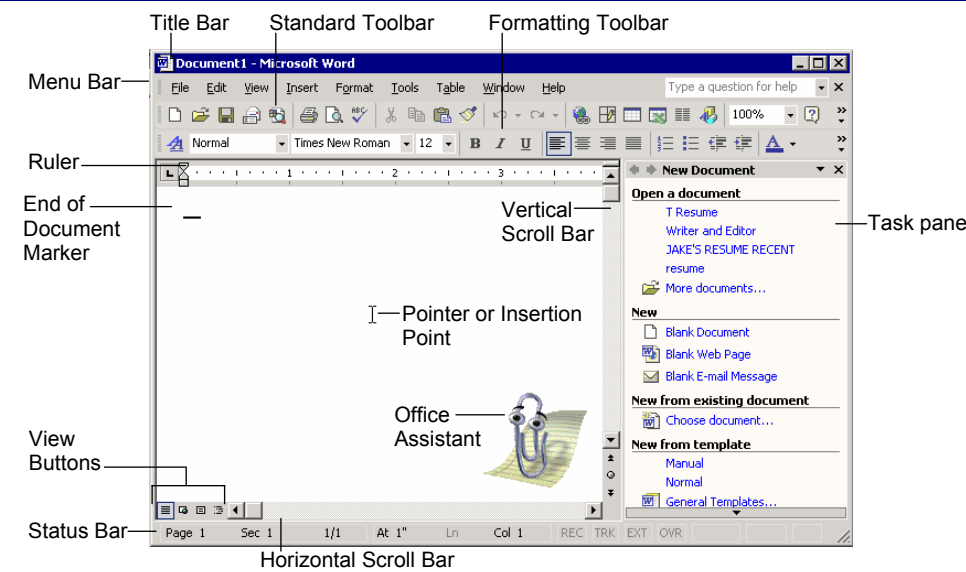 Title Bar Standard Toolbar Formatting Toolbar
Document1 - Microsoft Word
Menu Bar
File Edit View Insert Format Tools Table Window Help Type a question for help
100%
Normal Times New Roman 12 B I U A
Ruler
1 2 3
New Document
Open a document
End of
Document
Marker
Vertical
Scroll Bar
T Resume
Writer and Editor
JAKE'S RESUME RECENT
resume
More documents...
Task pane
Pointer or Insertion
Point
New
Blank Document
Blank Web Page
Blank E-mail Message
New from existing document
Choose document...
Office
Assistant
New from template
Manual
Normal
General Templates...
View
Buttons
Status Bar
Page 1 Sec 1 1/1 At 1" Ln Col 1 REC TRK EXT OVR
Horizontal Scroll Bar